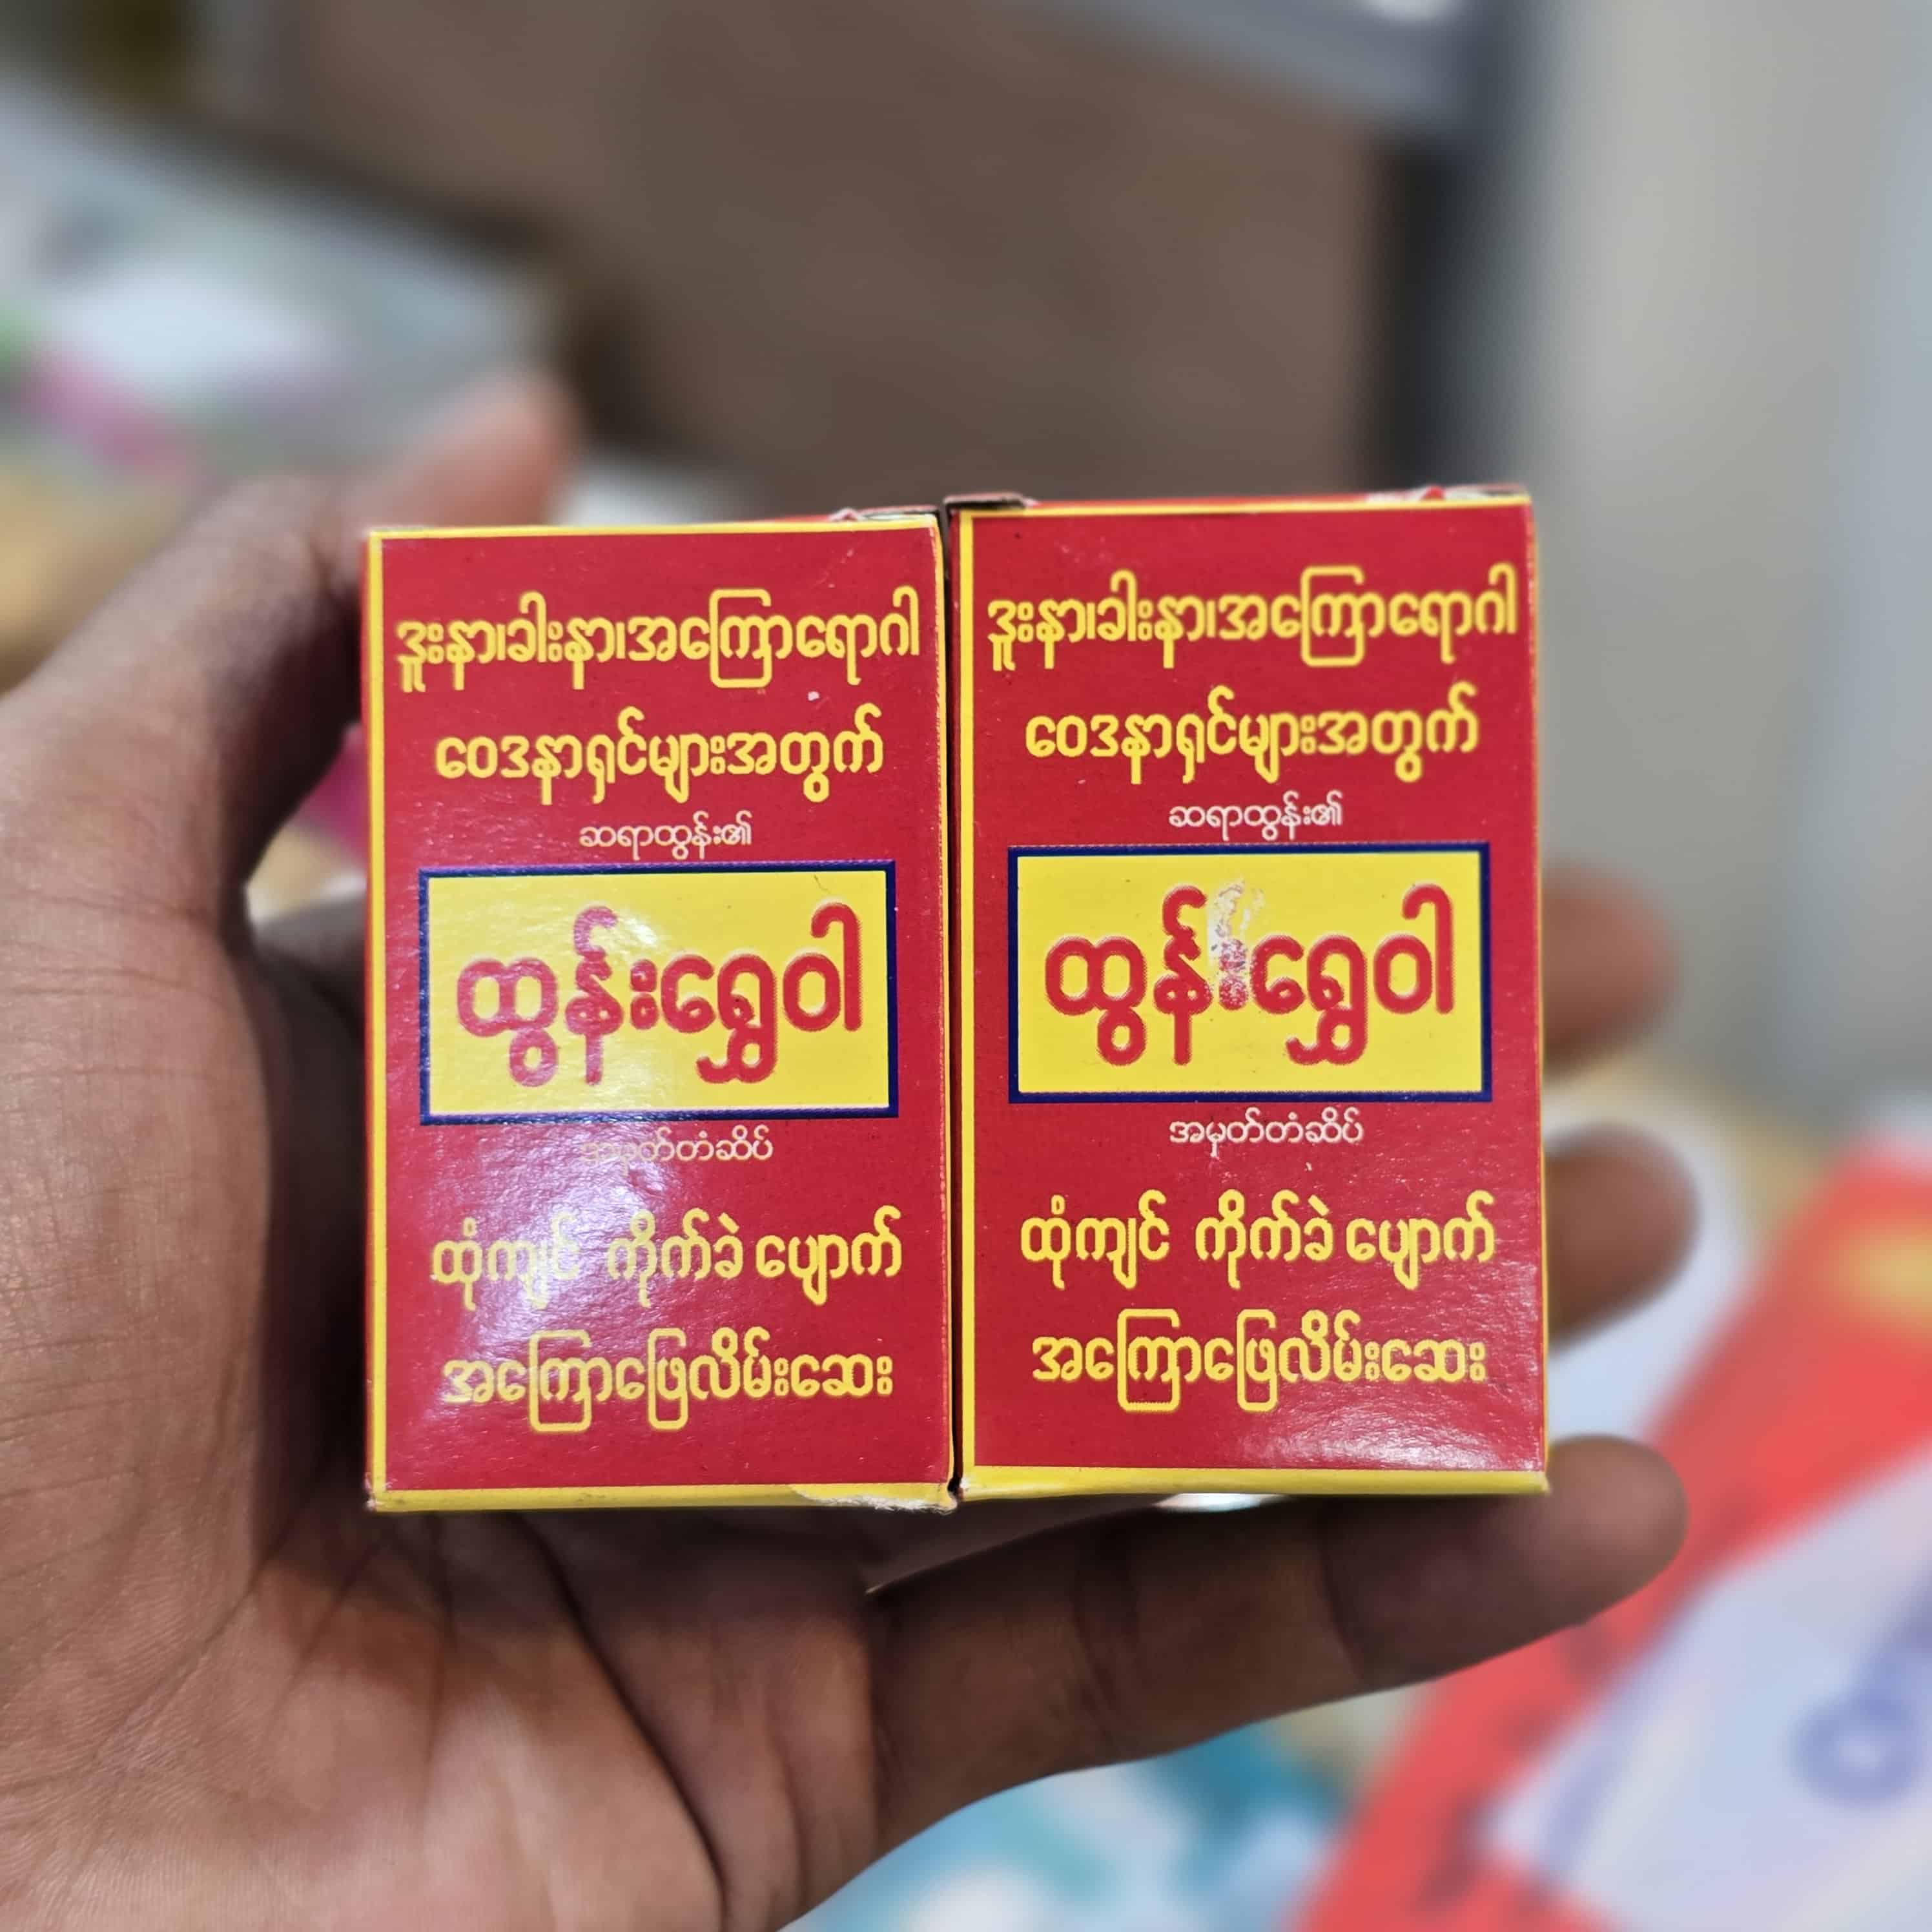 ဒူးနာ၊ခါးနာ၊အကြောရောဂါ
ဝေဒနာရှင်များအတွက်
ဆရာထွန်း၏
ထွန်းရွှေဝါ
အမှတ်တံဆိပ်
ထုံကျင် ကိုက်ခဲ ပျောက်
အကြောဖြေလိမ်းဆေး
ဒူးနာ၊ခါးနာ၊အကြောရောဂါ
ဝေဒနာရှင်များအတွက်
ဆရာထွန်း၏
ထွန်းရွှေဝါ
အမှတ်တံဆိပ်
ထုံကျင် ကိုက်ခဲ ပျောက်
အကြောဖြေလိမ်းဆေး